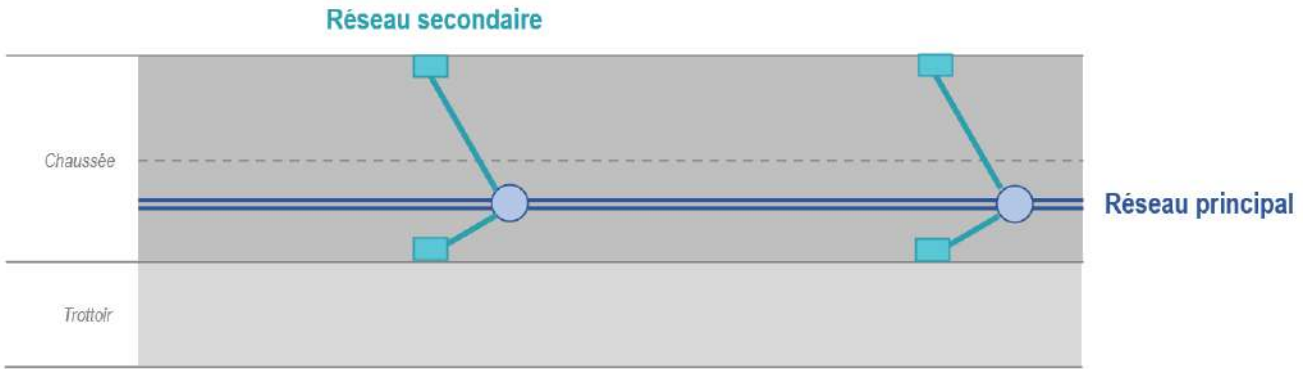 Réseau secondaire
Chaussée
Réseau principal
Trottoir